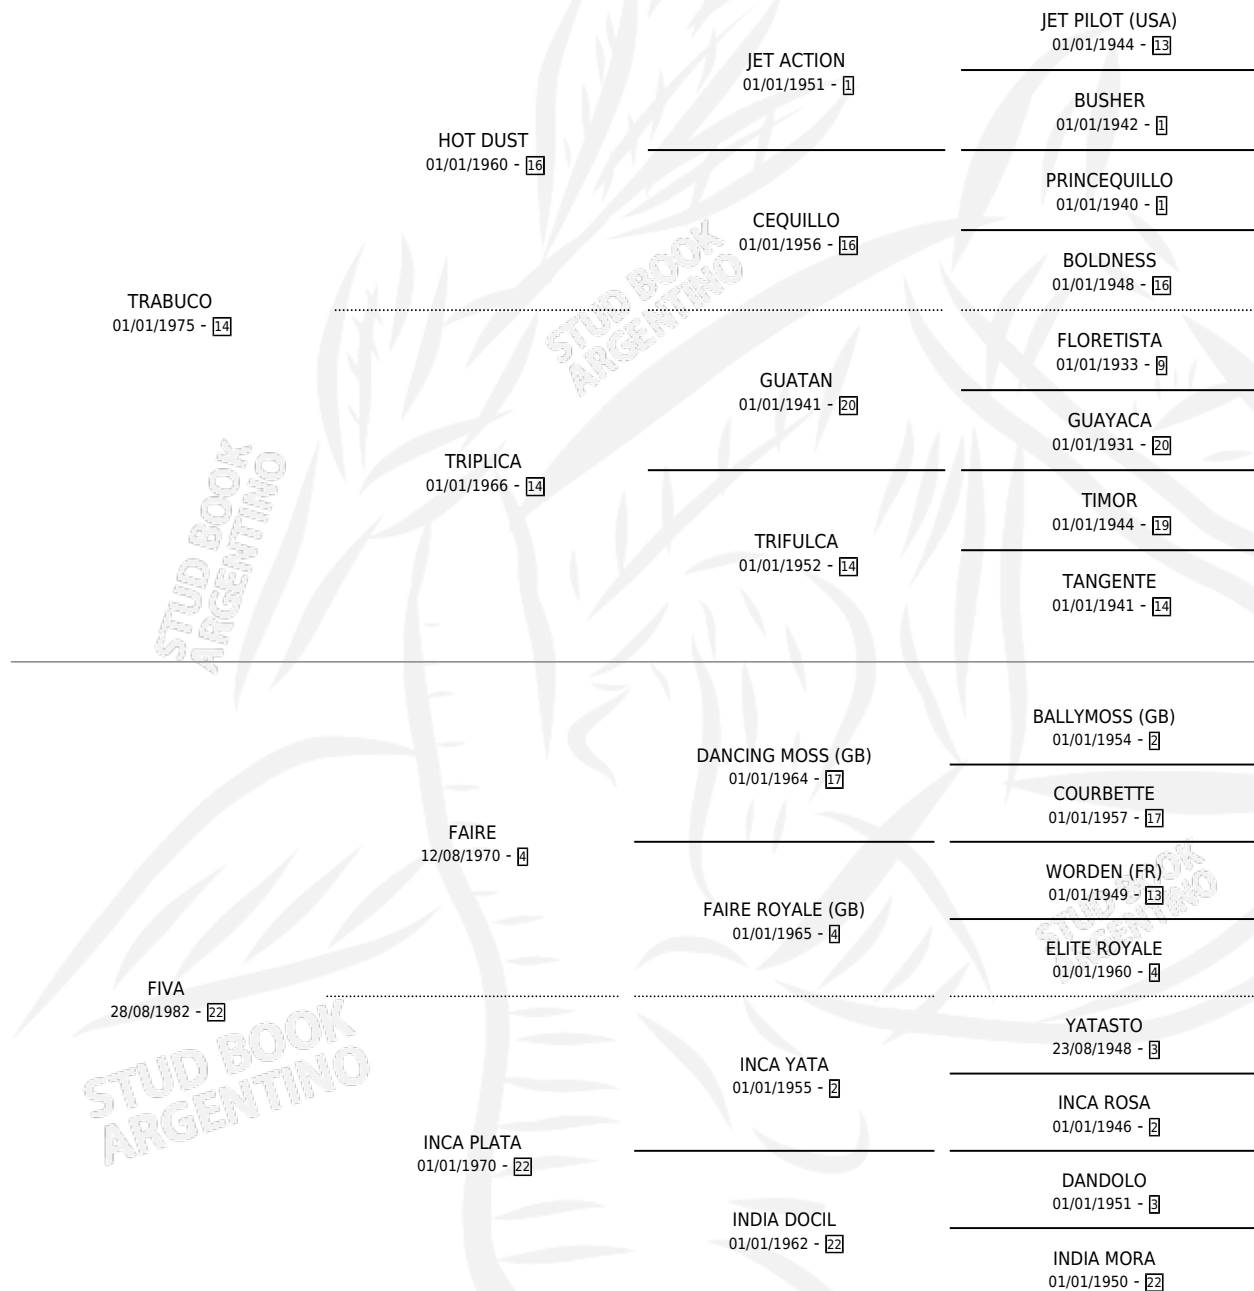 JET PILOT (USA)
01/01/1944 - 13
JET ACTION
01/01/1951 - 1
BUSHER
01/01/1942 - 1
HOT DUST
01/01/1960 - 16
PRINCEQUILLO
01/01/1940 - 1
CEQUILLO
01/01/1956 - 16
BOLDNESS
01/01/1948 - 16
TRABUCO
01/01/1975 - 14
FLORETISTA
01/01/1933 - 9
GUATAN
01/01/1941 - 20
GUAYACA
01/01/1931 - 20
TRIPLICA
01/01/1966 - 14
TIMOR
01/01/1944 - 19
TRIFULCA
01/01/1952 - 14
TANGENTE
01/01/1941 - 14
BALLYMOSS (GB)
01/01/1954 - 2
DANCING MOSS (GB)
01/01/1964 - 17
COURBETTE
01/01/1957 - 17
FAIRE
12/08/1970 - 4
WORDEN (FR)
01/01/1949 - 13
FAIRE ROYALE (GB)
01/01/1965 - 4
ELITE ROYALE
01/01/1960 - 4
FIVA
28/08/1982 - 22
YATASTO
23/08/1948 - 3
INCA YATA
01/01/1955 - 2
INCA ROSA
01/01/1946 - 2
INCA PLATA
01/01/1970 - 22
DANDOLO
01/01/1951 - 3
INDIA DOCIL
01/01/1962 - 22
INDIA MORA
01/01/1950 - 22
STUD BOOK
ARGENTINO
STUD BOOK
ARGENTINO
STUD BOOK
ARGENTINO
STUD BOOK
ARGENTINO